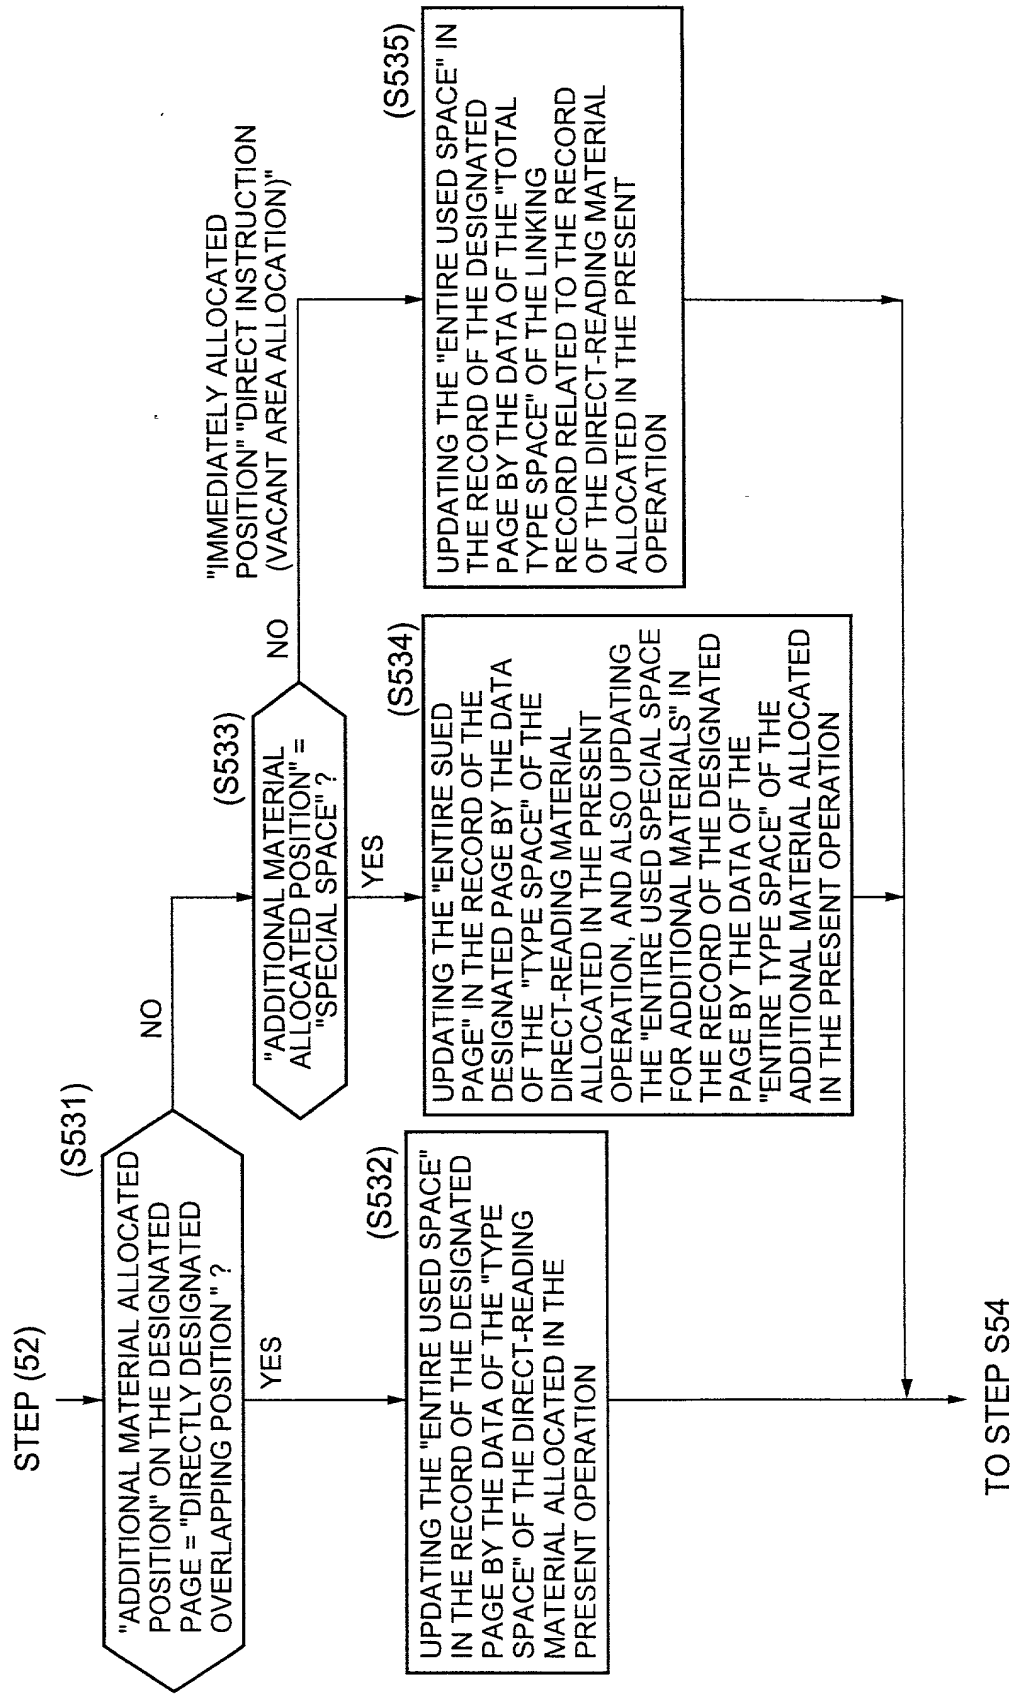 STEP (52)
(S531)
"ADDITIONAL MATERIAL ALLOCATED
POSITION" ON THE DESIGNATED
PAGE = "DIRECTLY DESIGNATED
OVERLAPPING POSITION" ?
NO
YES
(S532)
UPDATING THE "ENTIRE USED SPACE"
IN THE RECORD OF THE DESIGNATED
PAGE BY THE DATA OF THE "TYPE
SPACE" OF THE DIRECT-READING
MATERIAL ALLOCATED IN THE
PRESENT OPERATION
(S533)
"ADDITIONAL MATERIAL
ALLOCATED POSITION" =
"SPECIAL SPACE" ?
NO
YES
(S534)
UPDATING THE "ENTIRE SUED
PAGE" IN THE RECORD OF THE
DESIGNATED PAGE BY THE DATA
OF THE "TYPE SPACE" OF THE
DIRECT-READING MATERIAL
ALLOCATED IN THE PRESENT
OPERATION, AND ALSO UPDATING
THE "ENTIRE USED SPECIAL SPACE
FOR ADDITIONAL MATERIALS" IN
THE RECORD OF THE DESIGNATED
PAGE BY THE DATA OF THE
"ENTIRE TYPE SPACE" OF THE
ADDITIONAL MATERIAL ALLOCATED
IN THE PRESENT OPERATION
"IMMEDIATELY ALLOCATED
POSITION" "DIRECT INSTRUCTION
(VACANT AREA ALLOCATION)"
(S535)
UPDATING THE "ENTIRE USED SPACE" IN
THE RECORD OF THE DESIGNATED
PAGE BY THE DATA OF THE "TOTAL
TYPE SPACE" OF THE LINKING
RECORD RELATED TO THE RECORD
OF THE DIRECT-READING MATERIAL
ALLOCATED IN THE PRESENT
OPERATION
TO STEP S54